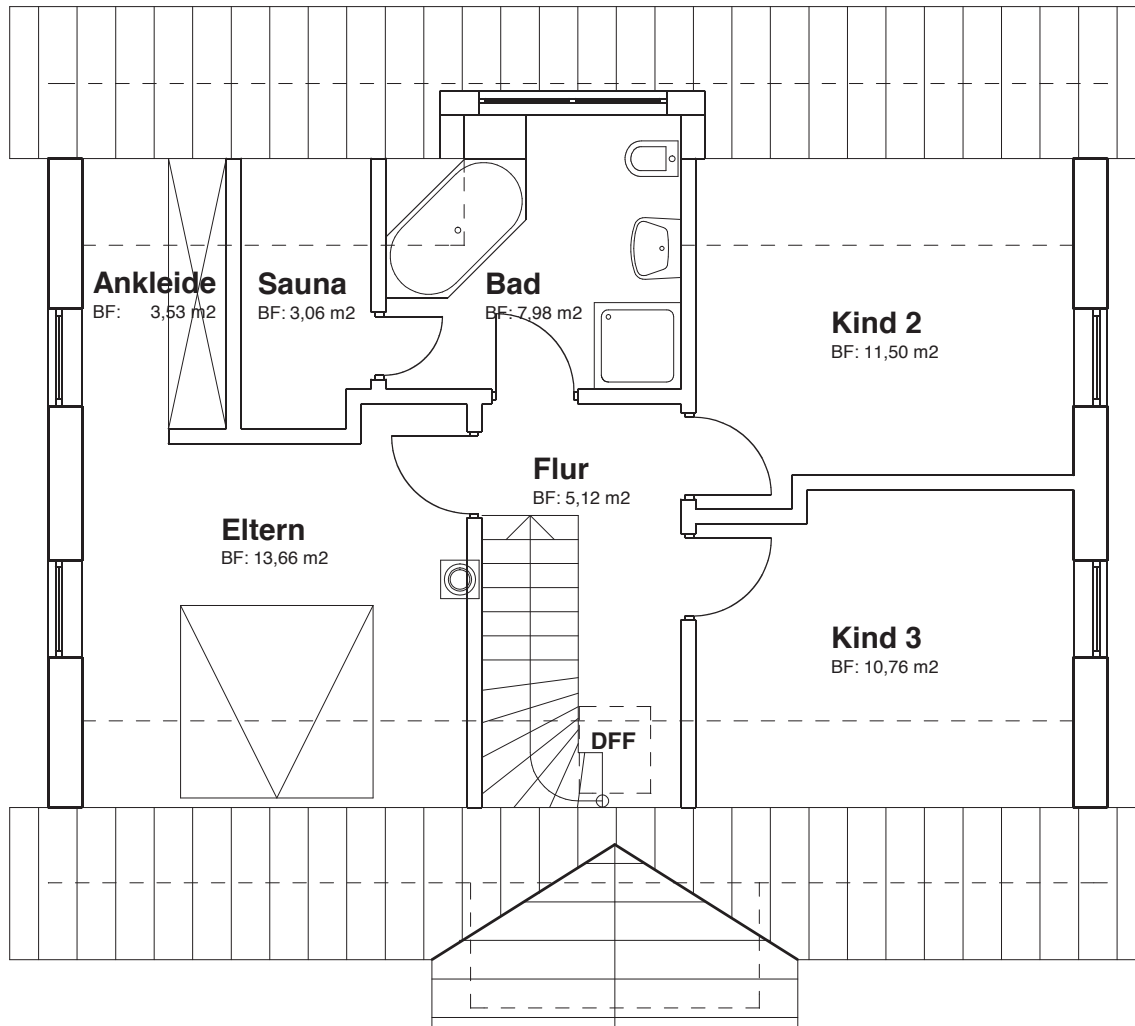 Ankleide
BF: 3,53 m2
Sauna
BF: 3,06 m2
Bad
BF: 7,98 m2
Kind 2
BF: 11,50 m2
Flur
BF: 5,12 m2
Eltern
BF: 13,66 m2
Kind 3
BF: 10,76 m2
DFF